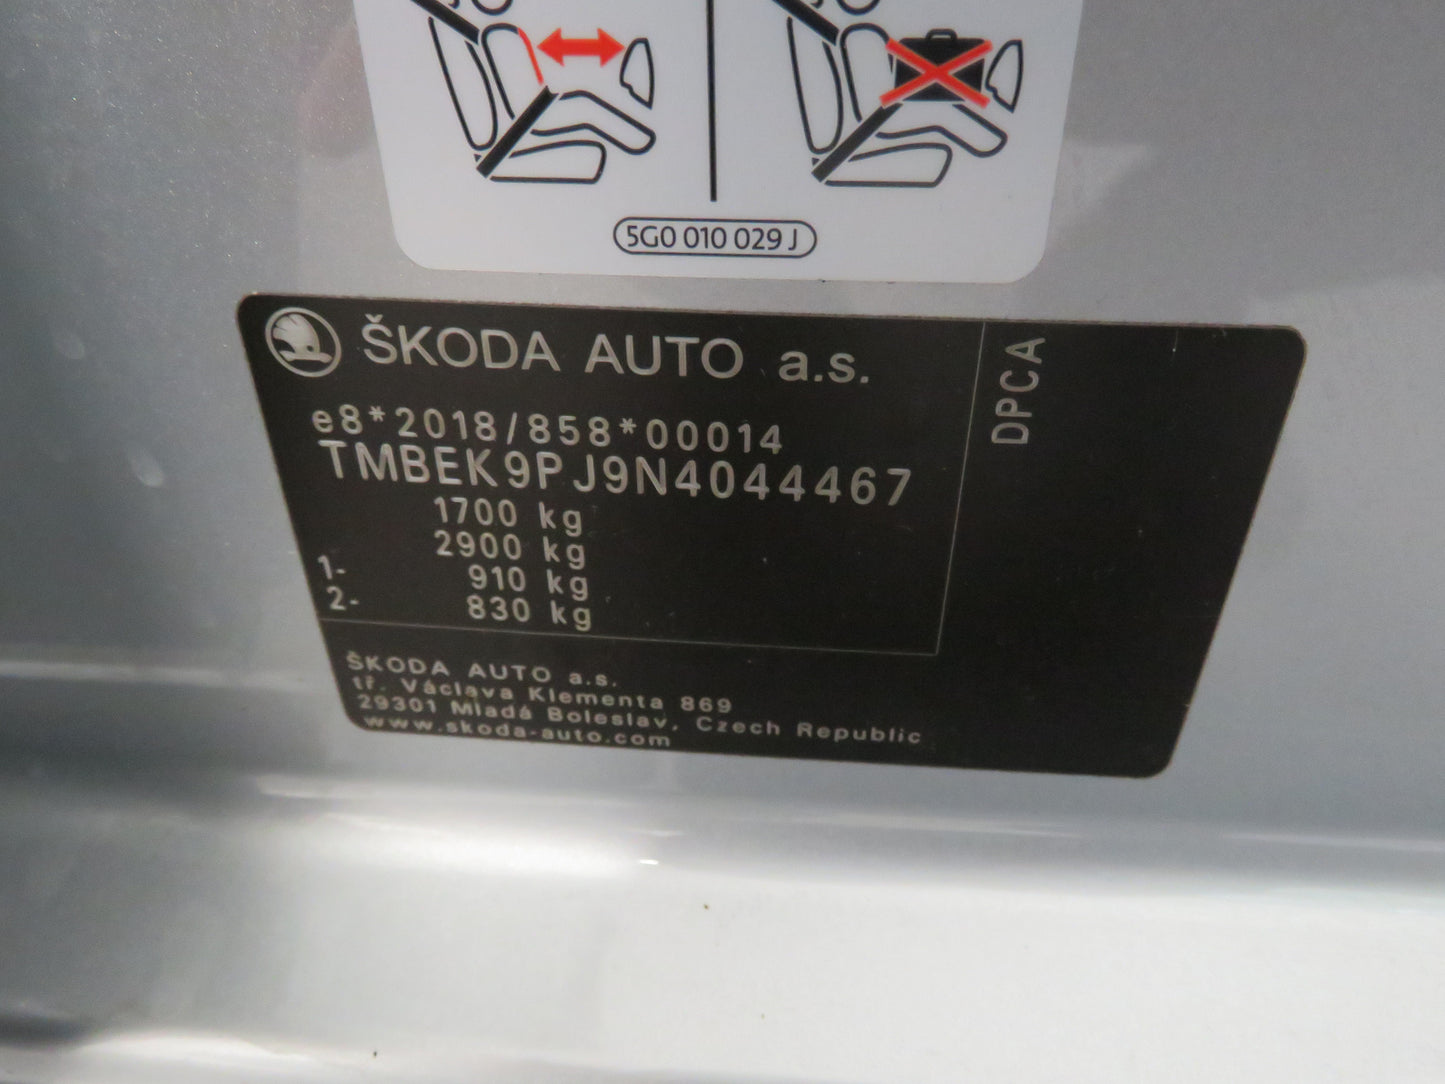 5G0 010 029 J
ŠKODA AUTO a.s.
DPCA
e8*2018/858*00014
TMBEK9PJ9N4044467
1700 kg
2900 kg
1- 910 kg
2- 830 kg
ŠKODA AUTO a.s.
tř. Václava Klementa 869
29301 Mladá Boleslav, Czech Republic
www.skoda-auto.com